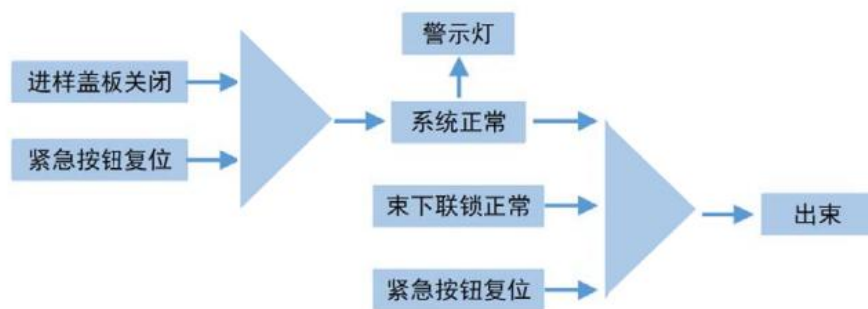 警示灯
进样盖板关闭
系统正常
紧急按钮复位
束下联锁正常
出束
紧急按钮复位